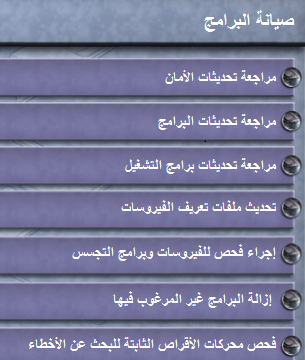 صيانة البرامج
مراجعة تحديثات الأمان
مراجعة تحديثات البرامج
مراجعة تحديثات برامج التشغيل
تحديث ملفات تعريف الفيروسات
إجراء فحص للفيروسات وبرامج التجسس
إزالة البرامج غير المرغوب فيها
فحص محركات الأقراص الثابتة للبحث عن الأخطاء